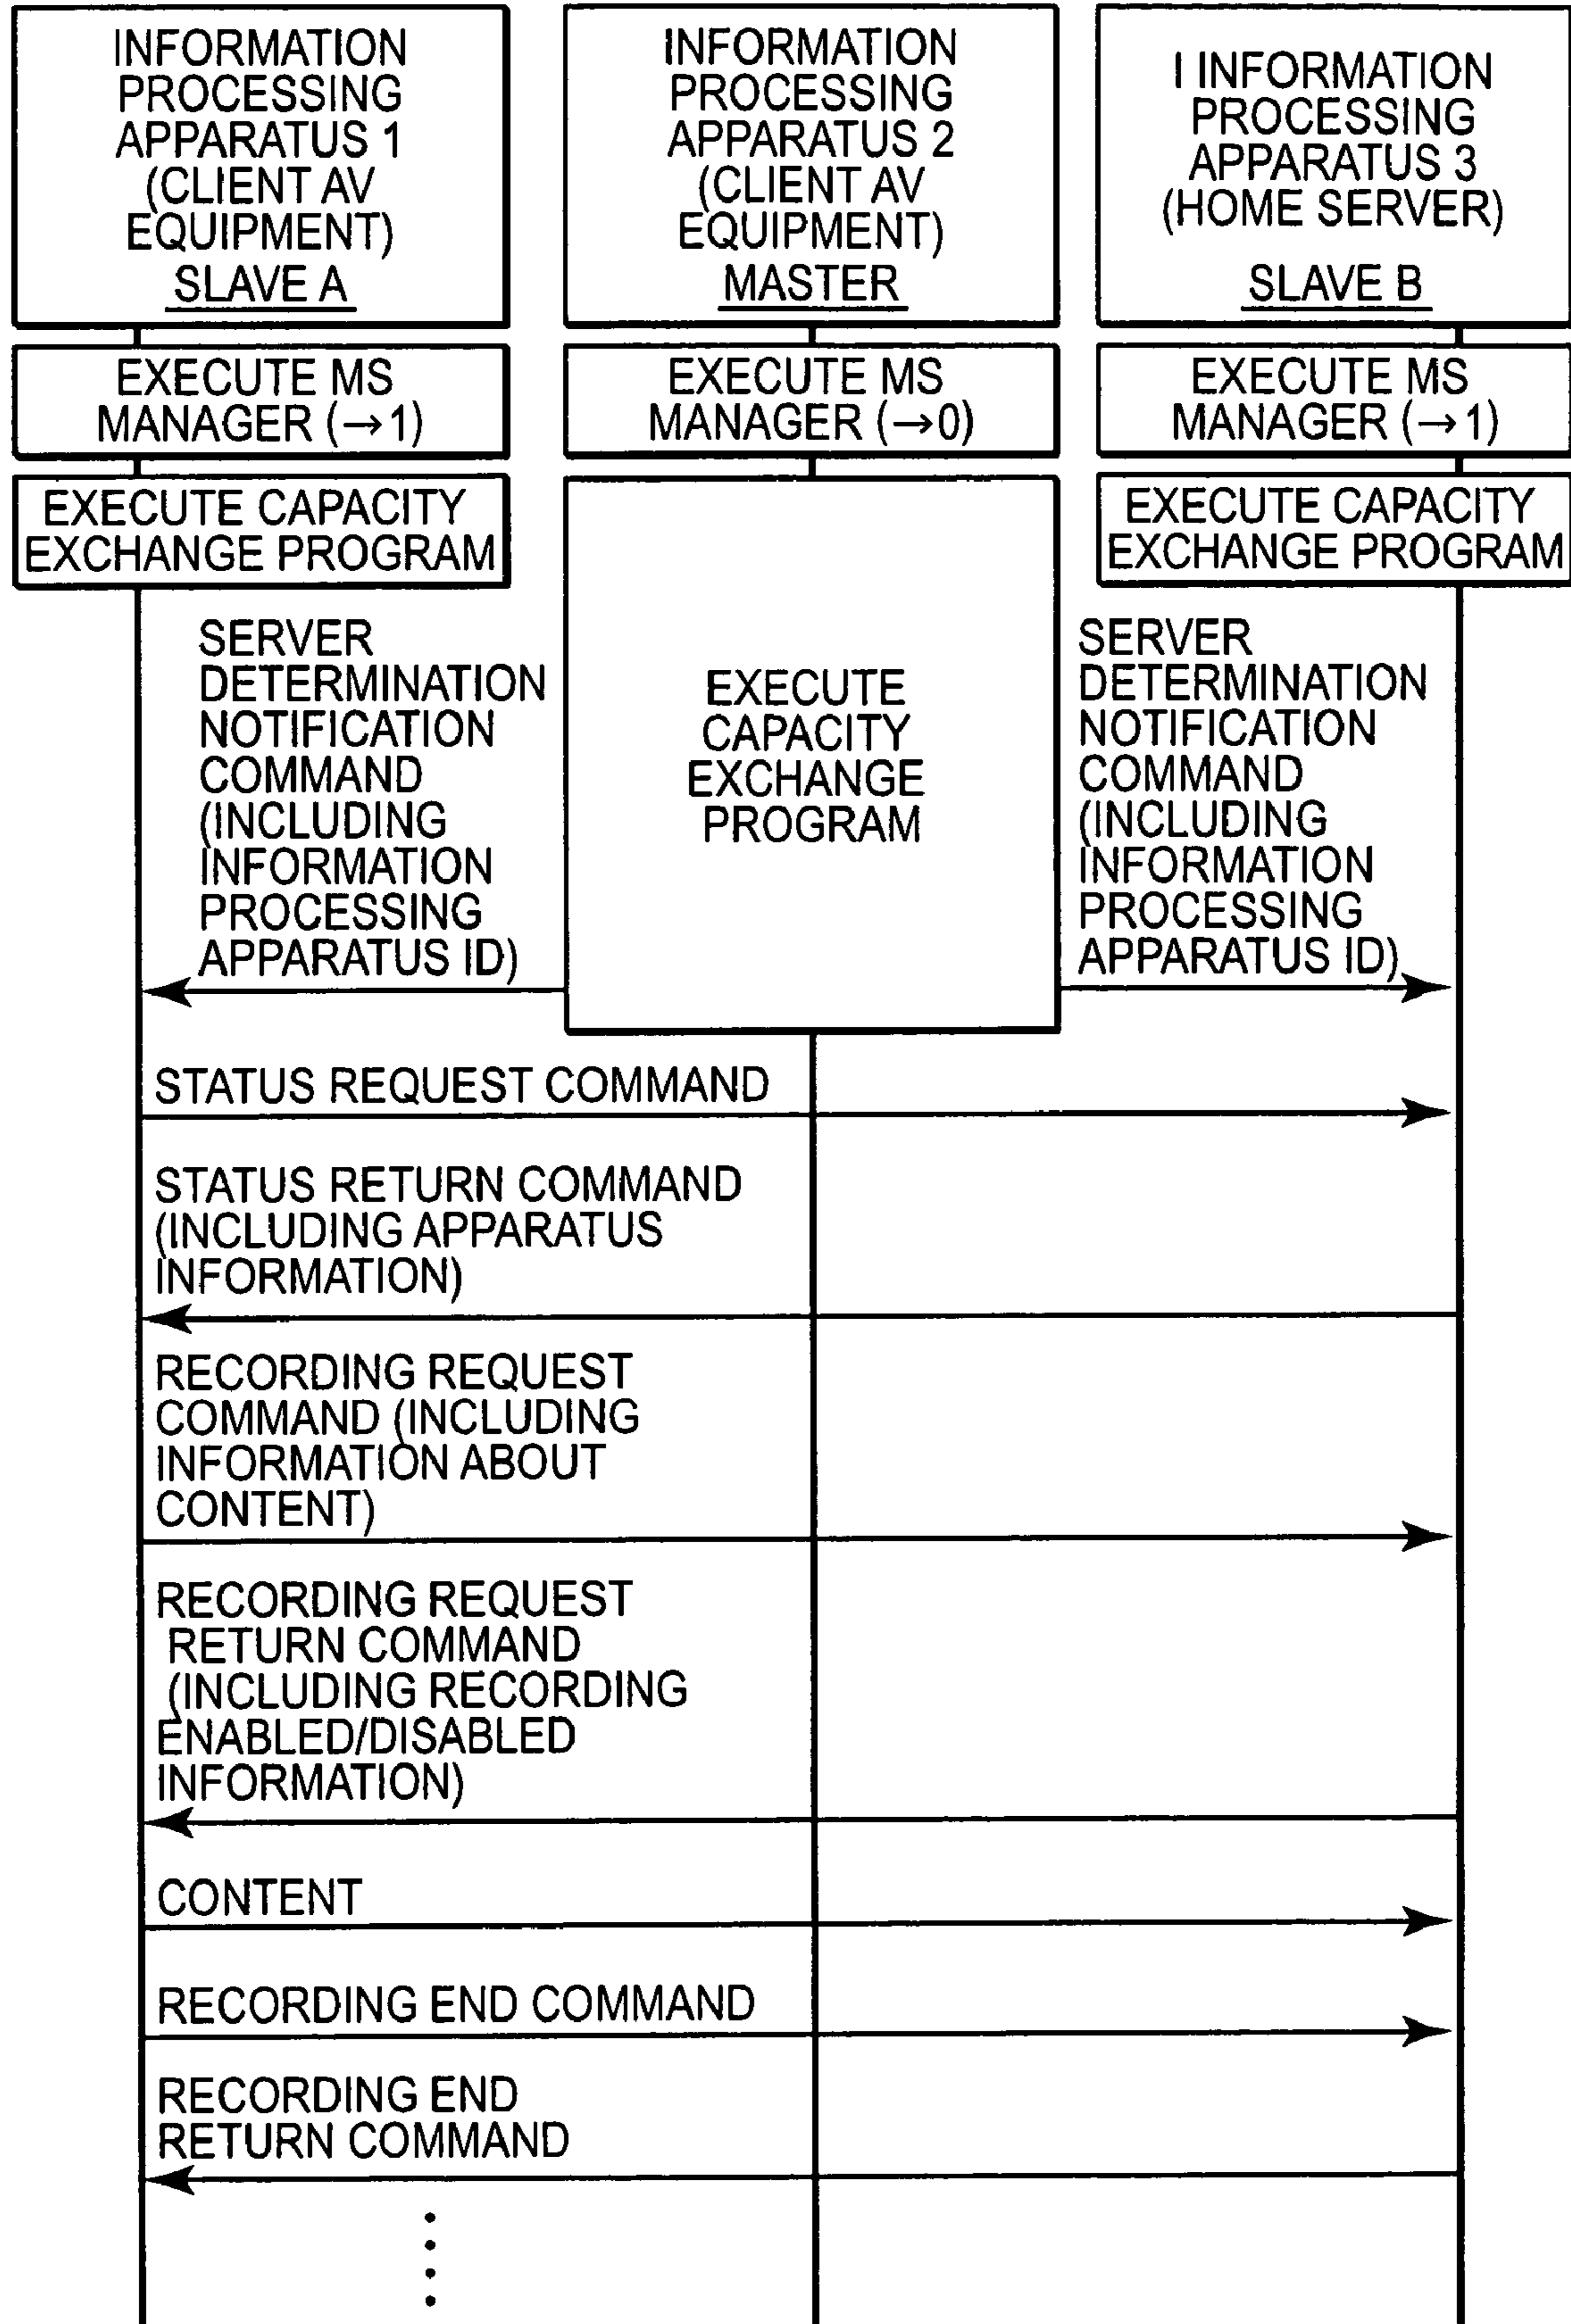 INFORMATION
PROCESSING
APPARATUS 1
(CLIENT AV
EQUIPMENT)
SLAVE A
INFORMATION
PROCESSING
APPARATUS 2
(CLIENT AV
EQUIPMENT)
MASTER
I INFORMATION
PROCESSING
APPARATUS 3
(HOME SERVER)
SLAVE B
EXECUTE MS
MANAGER (→1)
EXECUTE MS
MANAGER (→0)
EXECUTE MS
MANAGER (→1)
EXECUTE CAPACITY
EXCHANGE PROGRAM
EXECUTE
CAPACITY
EXCHANGE
PROGRAM
EXECUTE CAPACITY
EXCHANGE PROGRAM
SERVER
DETERMINATION
NOTIFICATION
COMMAND
(INCLUDING
INFORMATION
PROCESSING
APPARATUS ID)
SERVER
DETERMINATION
NOTIFICATION
COMMAND
(INCLUDING
INFORMATION
PROCESSING
APPARATUS ID)
STATUS REQUEST COMMAND
STATUS RETURN COMMAND
(INCLUDING APPARATUS
INFORMATION)
RECORDING REQUEST
COMMAND (INCLUDING
INFORMATION ABOUT
CONTENT)
RECORDING REQUEST
RETURN COMMAND
(INCLUDING RECORDING
ENABLED/DISABLED
INFORMATION)
CONTENT
RECORDING END COMMAND
RECORDING END
RETURN COMMAND